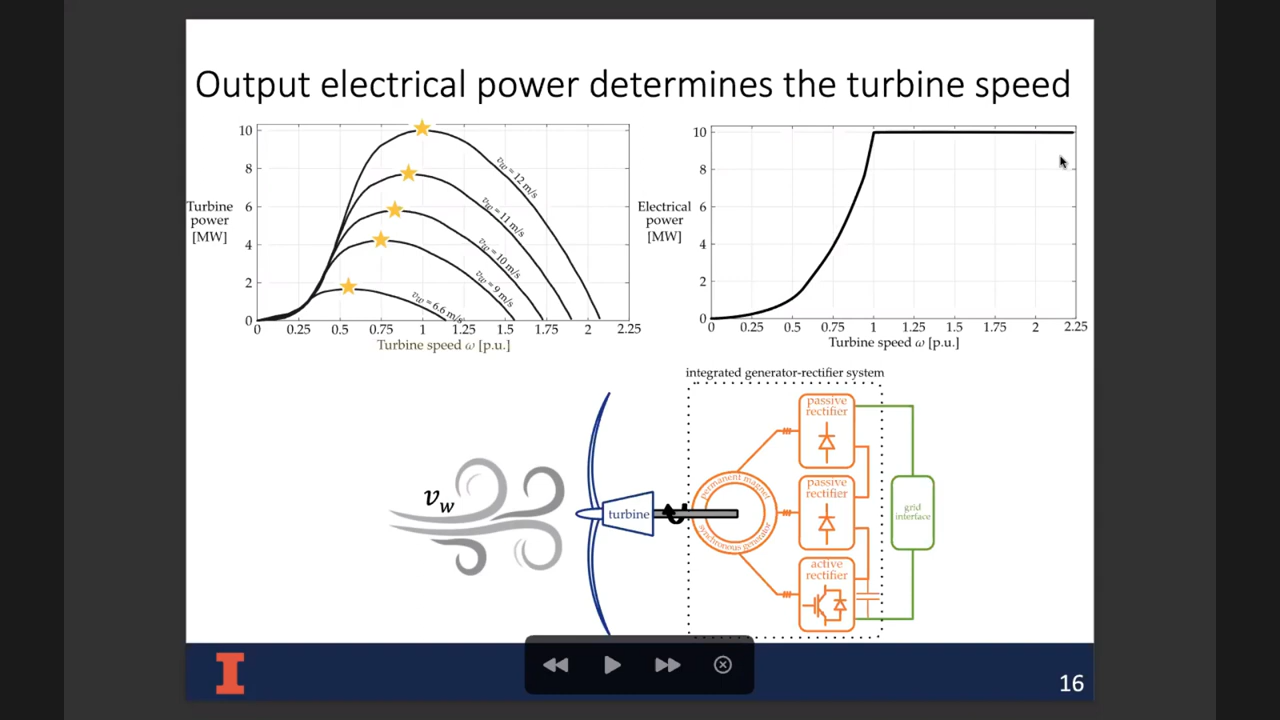 Output electrical power determines the turbine speed
10
8
6
4
2
0
Turbine
power
[MW]
v_w = 12 m/s
v_w = 11 m/s
v_w = 10 m/s
v_w = 9 m/s
v_w = 6.6 m/s
0 0.25 0.5 0.75 1 1.25 1.5 1.75 2 2.25
Turbine speed ω [p.u.]
10
8
6
4
2
0
Electrical
power
[MW]
0 0.25 0.5 0.75 1 1.25 1.5 1.75 2 2.25
Turbine speed ω [p.u.]
integrated generator-rectifier system
passive
rectifier
passive
rectifier
active
rectifier
permanent magnet
synchronous generator
grid
interface
turbine
v_w
I
16